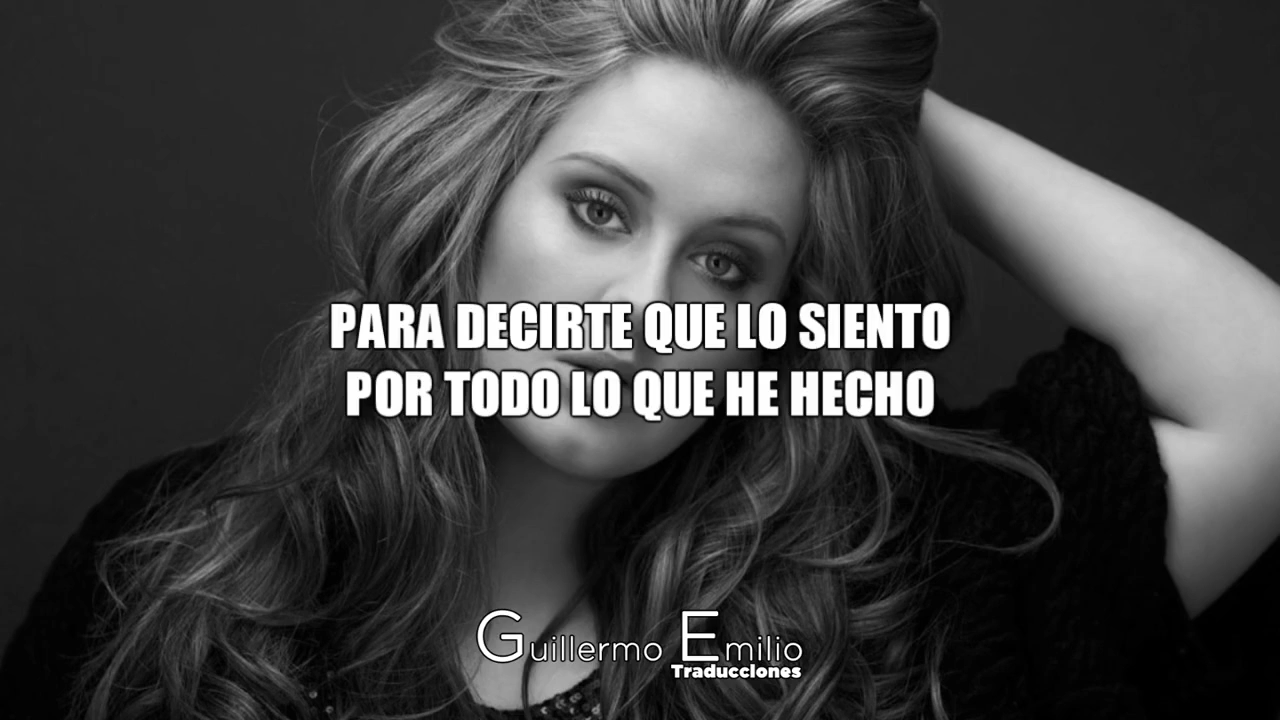 PARA DECIRTE QUE LO SIENTO
POR TODO LO QUE HE HECHO
Guillermo Emilio
Traducciones